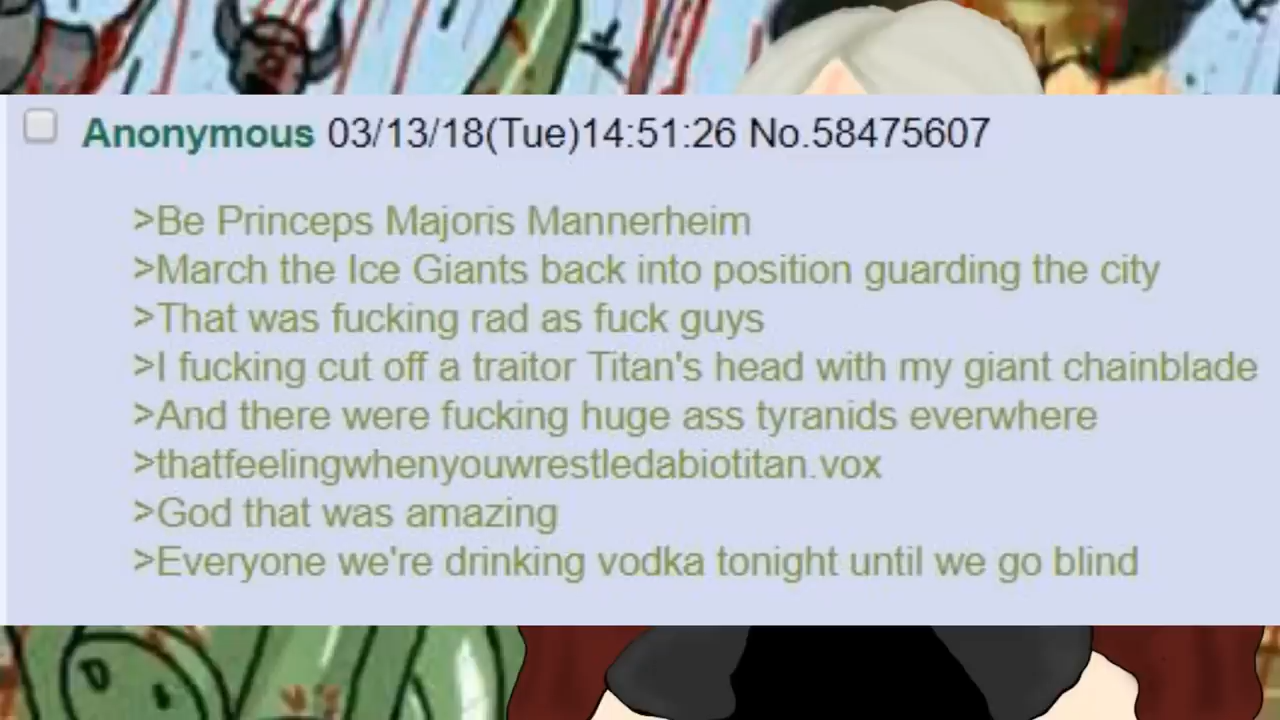 Anonymous 03/13/18(Tue)14:51:26 No.58475607
>Be Princeps Majoris Mannerheim
>March the Ice Giants back into position guarding the city
>That was fucking rad as fuck guys
>I fucking cut off a traitor Titan's head with my giant chainblade
>And there were fucking huge ass tyranids everwhere
>thatfeelingwhenyouwrestledabiotitan.vox
>God that was amazing
>Everyone we're drinking vodka tonight until we go blind